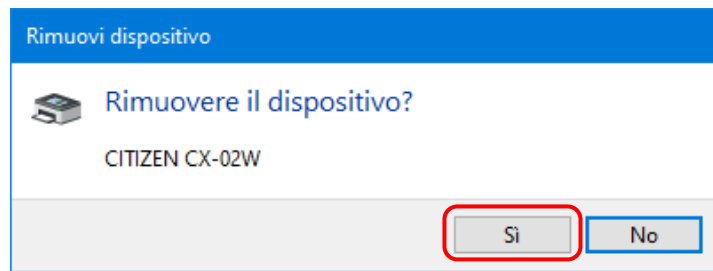 Rimuovi dispositivo
Rimuovere il dispositivo?
CITIZEN CX-02W
Sì No